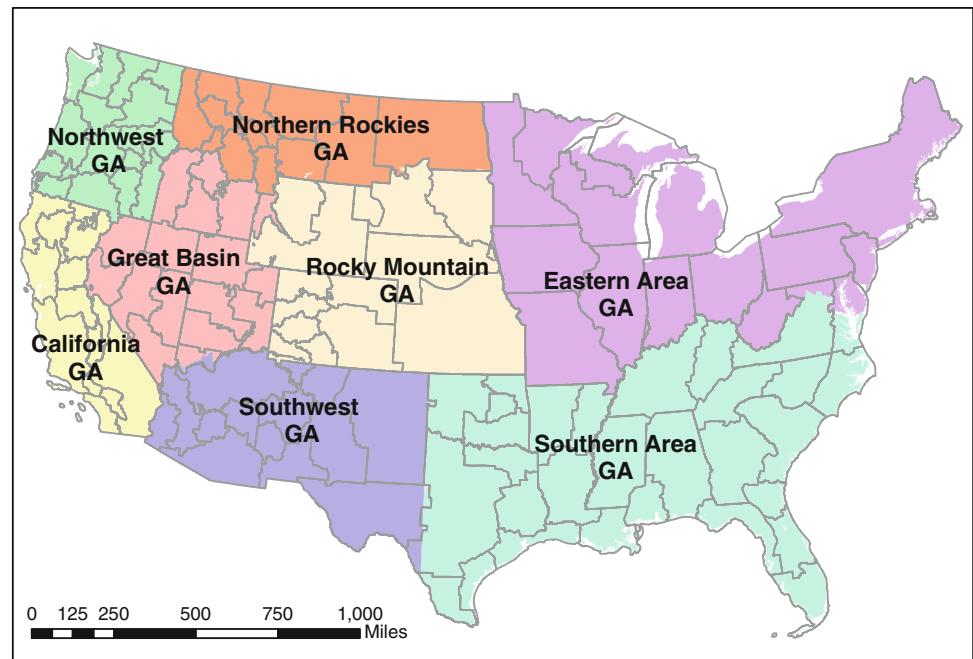 Northwest
GA
Northern Rockies
GA
Great Basin
GA
Rocky Mountain
GA
Eastern Area
GA
California
GA
Southwest
GA
Southern Area
GA
0 125 250 500 750 1,000
Miles